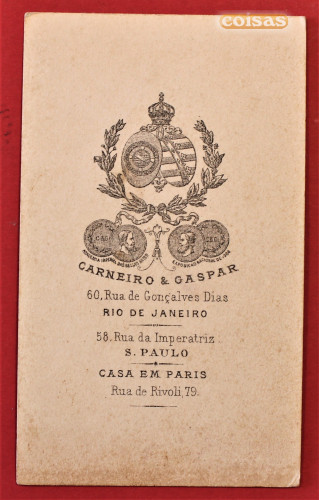 coisas
CARNEIRO & GASPAR
60, Rua de Gonçalves Dias
RIO DE JANEIRO
58, Rua da Imperatriz
S. PAULO
CASA EM PARIS
Rua de Rivoli, 79.